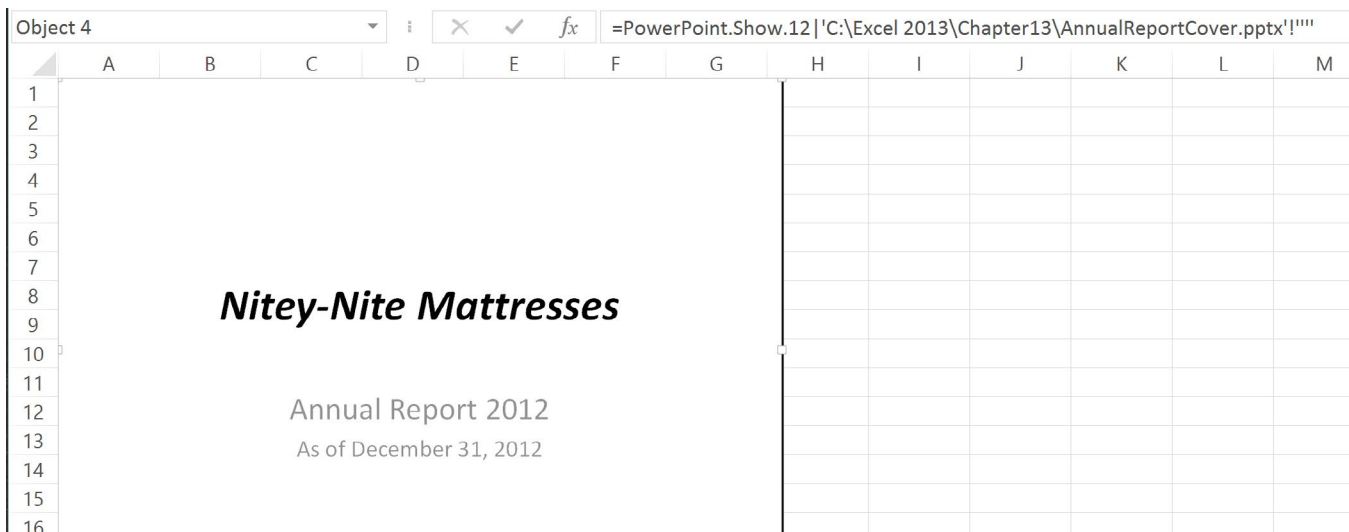 Object 4 fx =PowerPoint.Show.12|'C:\Excel 2013\Chapter13\AnnualReportCover.pptx'!""""
A B C D E F G H I J K L M
1
2
3
4
5
6
7
8
Nitey-Nite Mattresses
9
10
11
12 Annual Report 2012
13 As of December 31, 2012
14
15
16